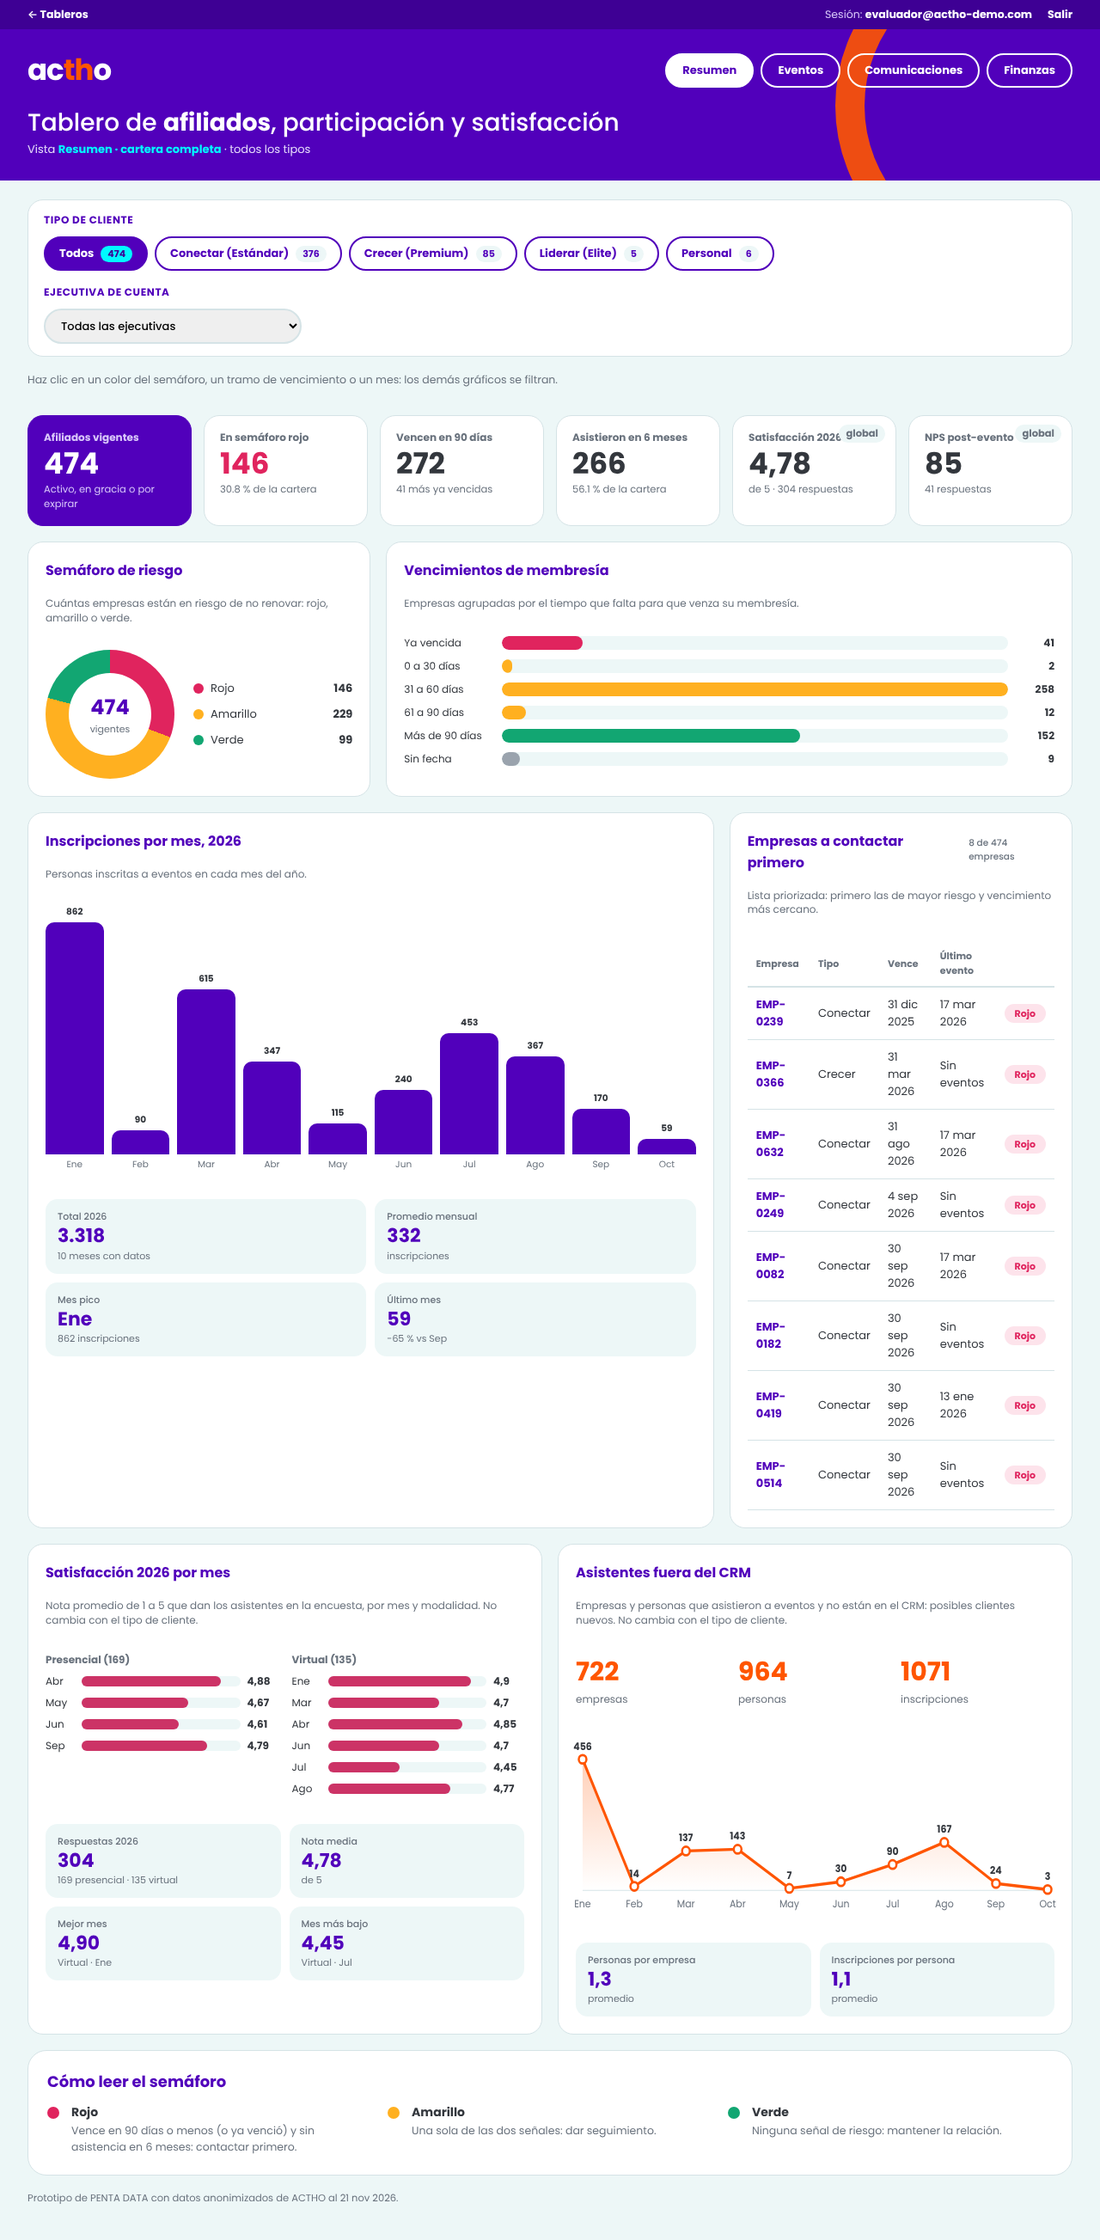 ← Tableros
Sesión: evaluador@actho-demo.com Salir
actho
Resumen Eventos Comunicaciones Finanzas
Tablero de afiliados, participación y satisfacción
Vista Resumen · cartera completa · todos los tipos
TIPO DE CLIENTE
Todos 474 Conectar (Estándar) 376 Crecer (Premium) 85 Liderar (Elite) 5 Personal 6
EJECUTIVA DE CUENTA
Todas las ejecutivas
Haz clic en un color del semáforo, un tramo de vencimiento o un mes: los demás gráficos se filtran.
Afiliados vigentes
474
Activo, en gracia o por
expirar
En semáforo rojo
146
30.8 % de la cartera
Vencen en 90 días
272
41 más ya vencidas
Asistieron en 6 meses
266
56.1 % de la cartera
Satisfacción 2026 global
4,78
de 5 · 304 respuestas
NPS post-evento global
85
41 respuestas
Semáforo de riesgo
Cuántas empresas están en riesgo de no renovar: rojo,
amarillo o verde.
474
vigentes
Rojo 146
Amarillo 229
Verde 99
Vencimientos de membresía
Empresas agrupadas por el tiempo que falta para que venza su membresía.
Ya vencida 41
0 a 30 días 2
31 a 60 días 258
61 a 90 días 12
Más de 90 días 152
Sin fecha 9
Inscripciones por mes, 2026
Personas inscritas a eventos en cada mes del año.
862 90 615 347 115 240 453 367 170 59
Ene Feb Mar Abr May Jun Jul Ago Sep Oct
Total 2026
3.318
10 meses con datos
Promedio mensual
332
inscripciones
Mes pico
Ene
862 inscripciones
Último mes
59
-65 % vs Sep
Empresas a contactar
primero
8 de 474
empresas
Lista priorizada: primero las de mayor riesgo y vencimiento
más cercano.
Empresa Tipo Vence Último
evento
EMP-
0239 Conectar 31 dic
2025 17 mar
2026 Rojo
EMP-
0366 Crecer 31
mar
2026 Sin
eventos Rojo
EMP-
0632 Conectar 31
ago
2026 17 mar
2026 Rojo
EMP-
0249 Conectar 4 sep
2026 Sin
eventos Rojo
EMP-
0082 Conectar 30
sep
2026 17 mar
2026 Rojo
EMP-
0182 Conectar 30
sep
2026 Sin
eventos Rojo
EMP-
0419 Conectar 30
sep
2026 13 ene
2026 Rojo
EMP-
0514 Conectar 30
sep
2026 Sin
eventos Rojo
Satisfacción 2026 por mes
Nota promedio de 1 a 5 que dan los asistentes en la encuesta, por mes y modalidad. No
cambia con el tipo de cliente.
Presencial (169)
Abr 4,88
May 4,67
Jun 4,61
Sep 4,79
Virtual (135)
Ene 4,9
Mar 4,7
Abr 4,85
Jun 4,7
Jul 4,45
Ago 4,77
Respuestas 2026
304
169 presencial · 135 virtual
Nota media
4,78
de 5
Mejor mes
4,90
Virtual · Ene
Mes más bajo
4,45
Virtual · Jul
Asistentes fuera del CRM
Empresas y personas que asistieron a eventos y no están en el CRM: posibles clientes
nuevos. No cambia con el tipo de cliente.
722
empresas
964
personas
1071
inscripciones
456 14 137 143 7 30 90 167 24 3
Ene Feb Mar Abr May Jun Jul Ago Sep Oct
Personas por empresa
1,3
promedio
Inscripciones por persona
1,1
promedio
Cómo leer el semáforo
Rojo
Vence en 90 días o menos (o ya venció) y sin
asistencia en 6 meses: contactar primero.
Amarillo
Una sola de las dos señales: dar seguimiento.
Verde
Ninguna señal de riesgo: mantener la relación.
Prototipo de PENTA DATA con datos anonimizados de ACTHO al 21 nov 2026.